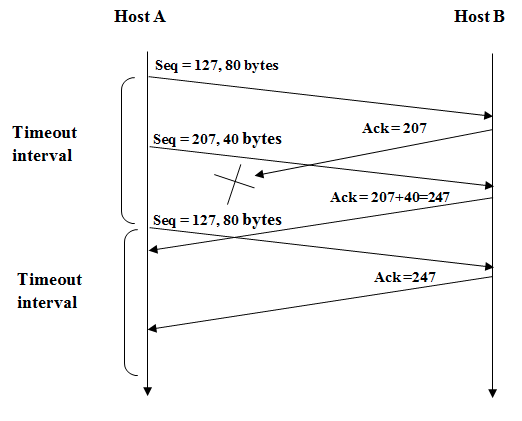 Host A
Host B
Seq = 127, 80 bytes
Ack = 207
Timeout
interval
Seq = 207, 40 bytes
Ack = 207+40=247
Seq = 127, 80 bytes
Timeout
interval
Ack =247